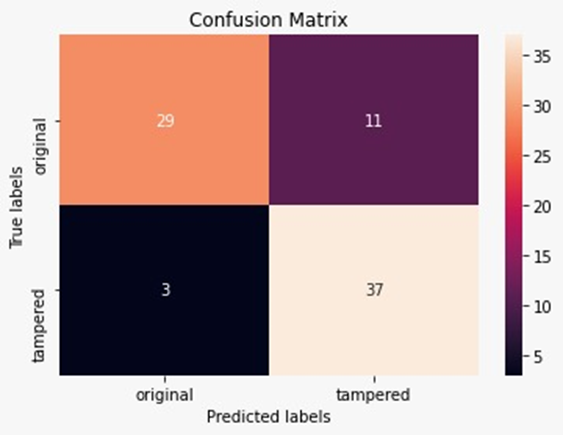 Confusion Matrix
True labels
original
29
11
tampered
3
37
original
tampered
Predicted labels
35
30
25
20
15
10
5